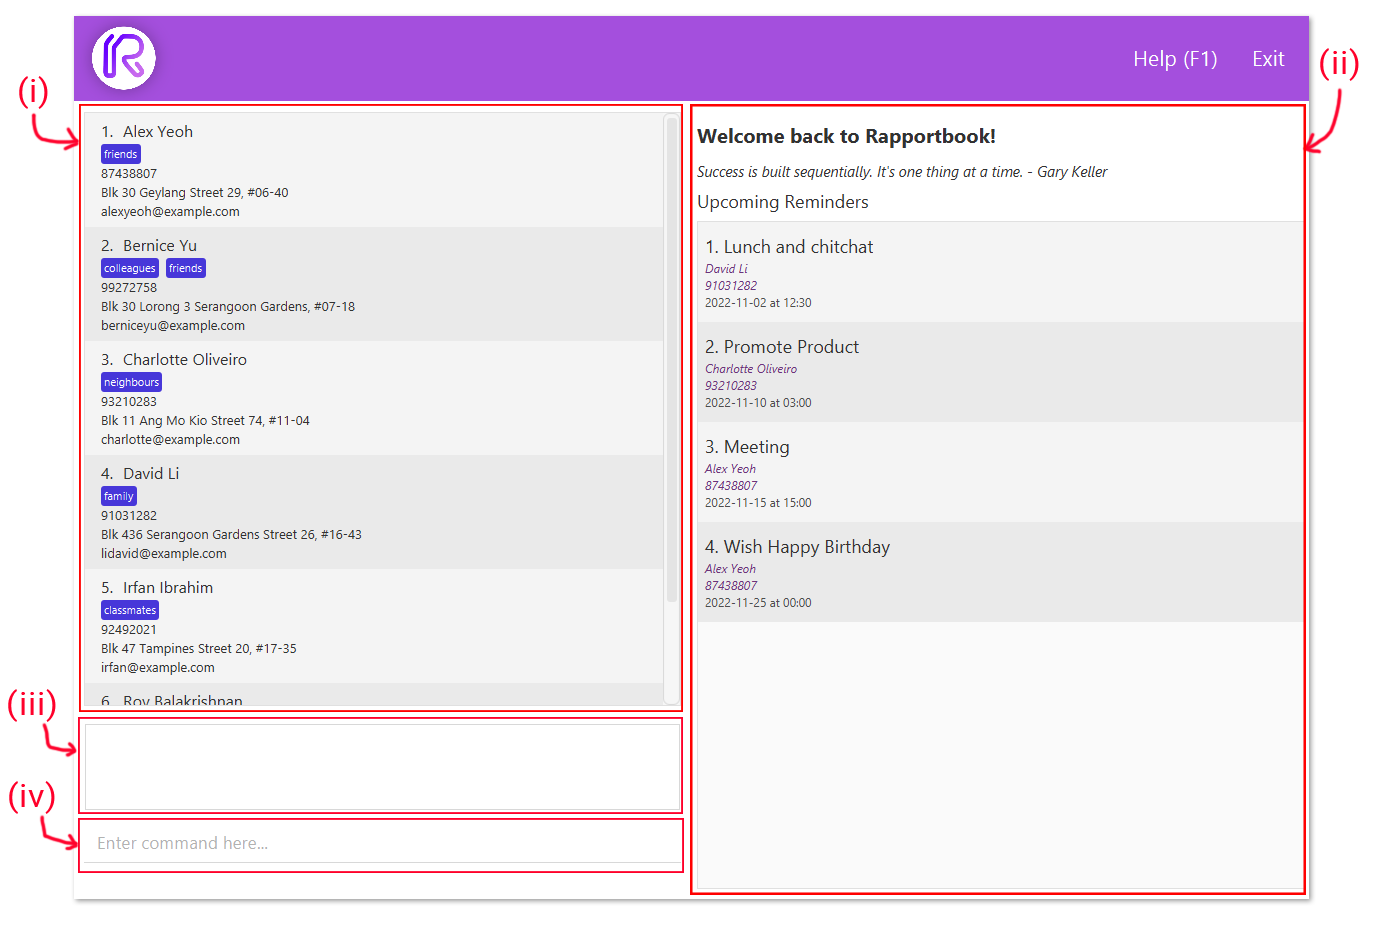 Help (F1) Exit
(i)
(ii)
1. Alex Yeoh
friends
87438807
Blk 30 Geylang Street 29, #06-40
alexyeoh@example.com
2. Bernice Yu
colleagues friends
99272758
Blk 30 Lorong 3 Serangoon Gardens, #07-18
berniceyu@example.com
3. Charlotte Oliveiro
neighbours
93210283
Blk 11 Ang Mo Kio Street 74, #11-04
charlotte@example.com
4. David Li
family
91031282
Blk 436 Serangoon Gardens Street 26, #16-43
lidavid@example.com
5. Irfan Ibrahim
classmates
92492021
Blk 47 Tampines Street 20, #17-35
irfan@example.com
6. Roy Balakrishnan
(iii)
(iv)
Enter command here...
Welcome back to Rapportbook!
Success is built sequentially. It's one thing at a time. - Gary Keller
Upcoming Reminders
1. Lunch and chitchat
David Li
91031282
2022-11-02 at 12:30
2. Promote Product
Charlotte Oliveiro
93210283
2022-11-10 at 03:00
3. Meeting
Alex Yeoh
87438807
2022-11-15 at 15:00
4. Wish Happy Birthday
Alex Yeoh
87438807
2022-11-25 at 00:00